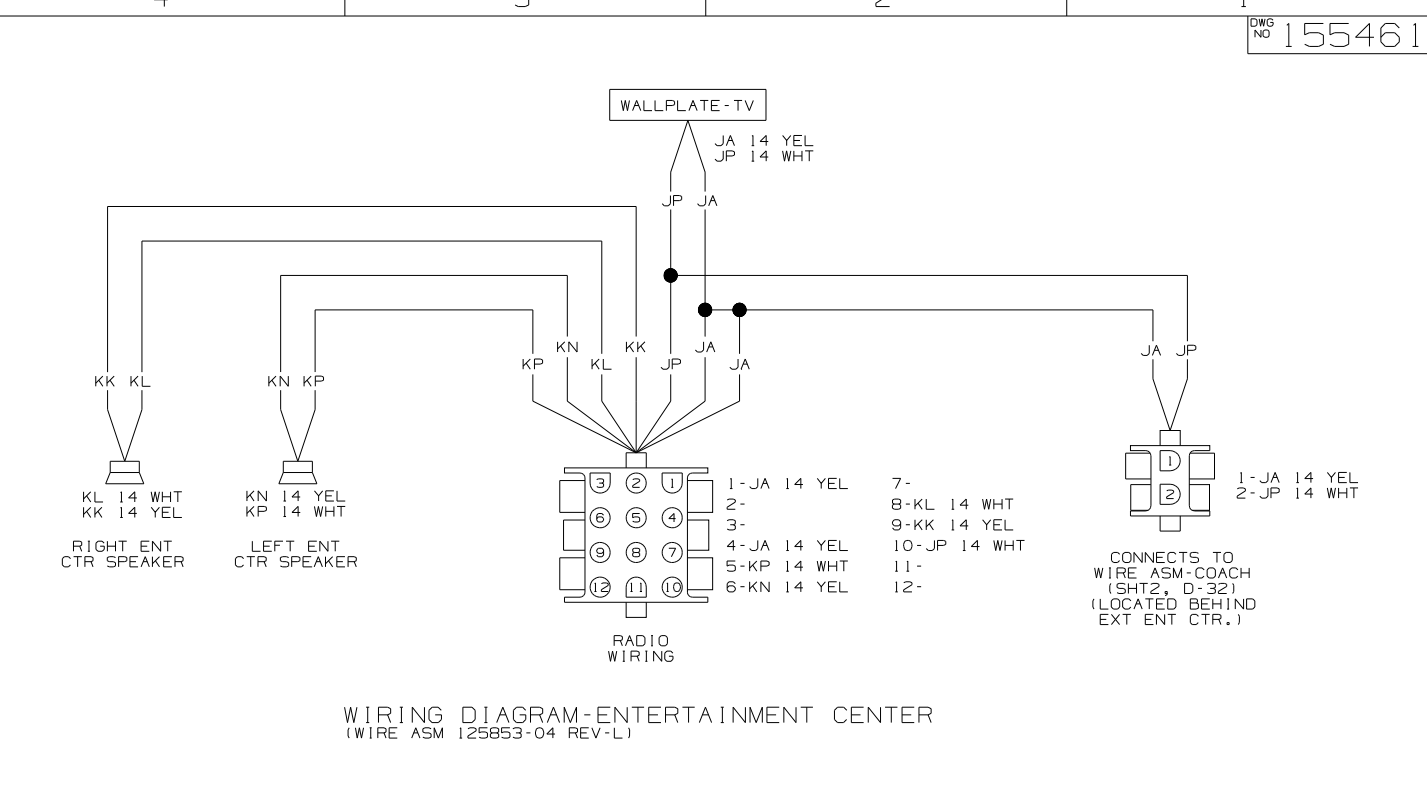 DWG
NO
155461
WALLPLATE-TV
JA 14 YEL
JP 14 WHT
JP JA
KK KL
KN KP
KP
KN
KL
KK
JP
JA
JA
JA JP
KL 14 WHT
KK 14 YEL
RIGHT ENT
CTR SPEAKER
KN 14 YEL
KP 14 WHT
LEFT ENT
CTR SPEAKER
3 2 1
6 5 4
9 8 7
12 11 10
1-JA 14 YEL
2-
3-
4-JA 14 YEL
5-KP 14 WHT
6-KN 14 YEL
7-
8-KL 14 WHT
9-KK 14 YEL
10-JP 14 WHT
11-
12-
RADIO
WIRING
1
2
1-JA 14 YEL
2-JP 14 WHT
CONNECTS TO
WIRE ASM-COACH
(SHT2, D-32)
(LOCATED BEHIND
EXT ENT CTR.)
WIRING DIAGRAM-ENTERTAINMENT CENTER
(WIRE ASM 125853-04 REV-L)